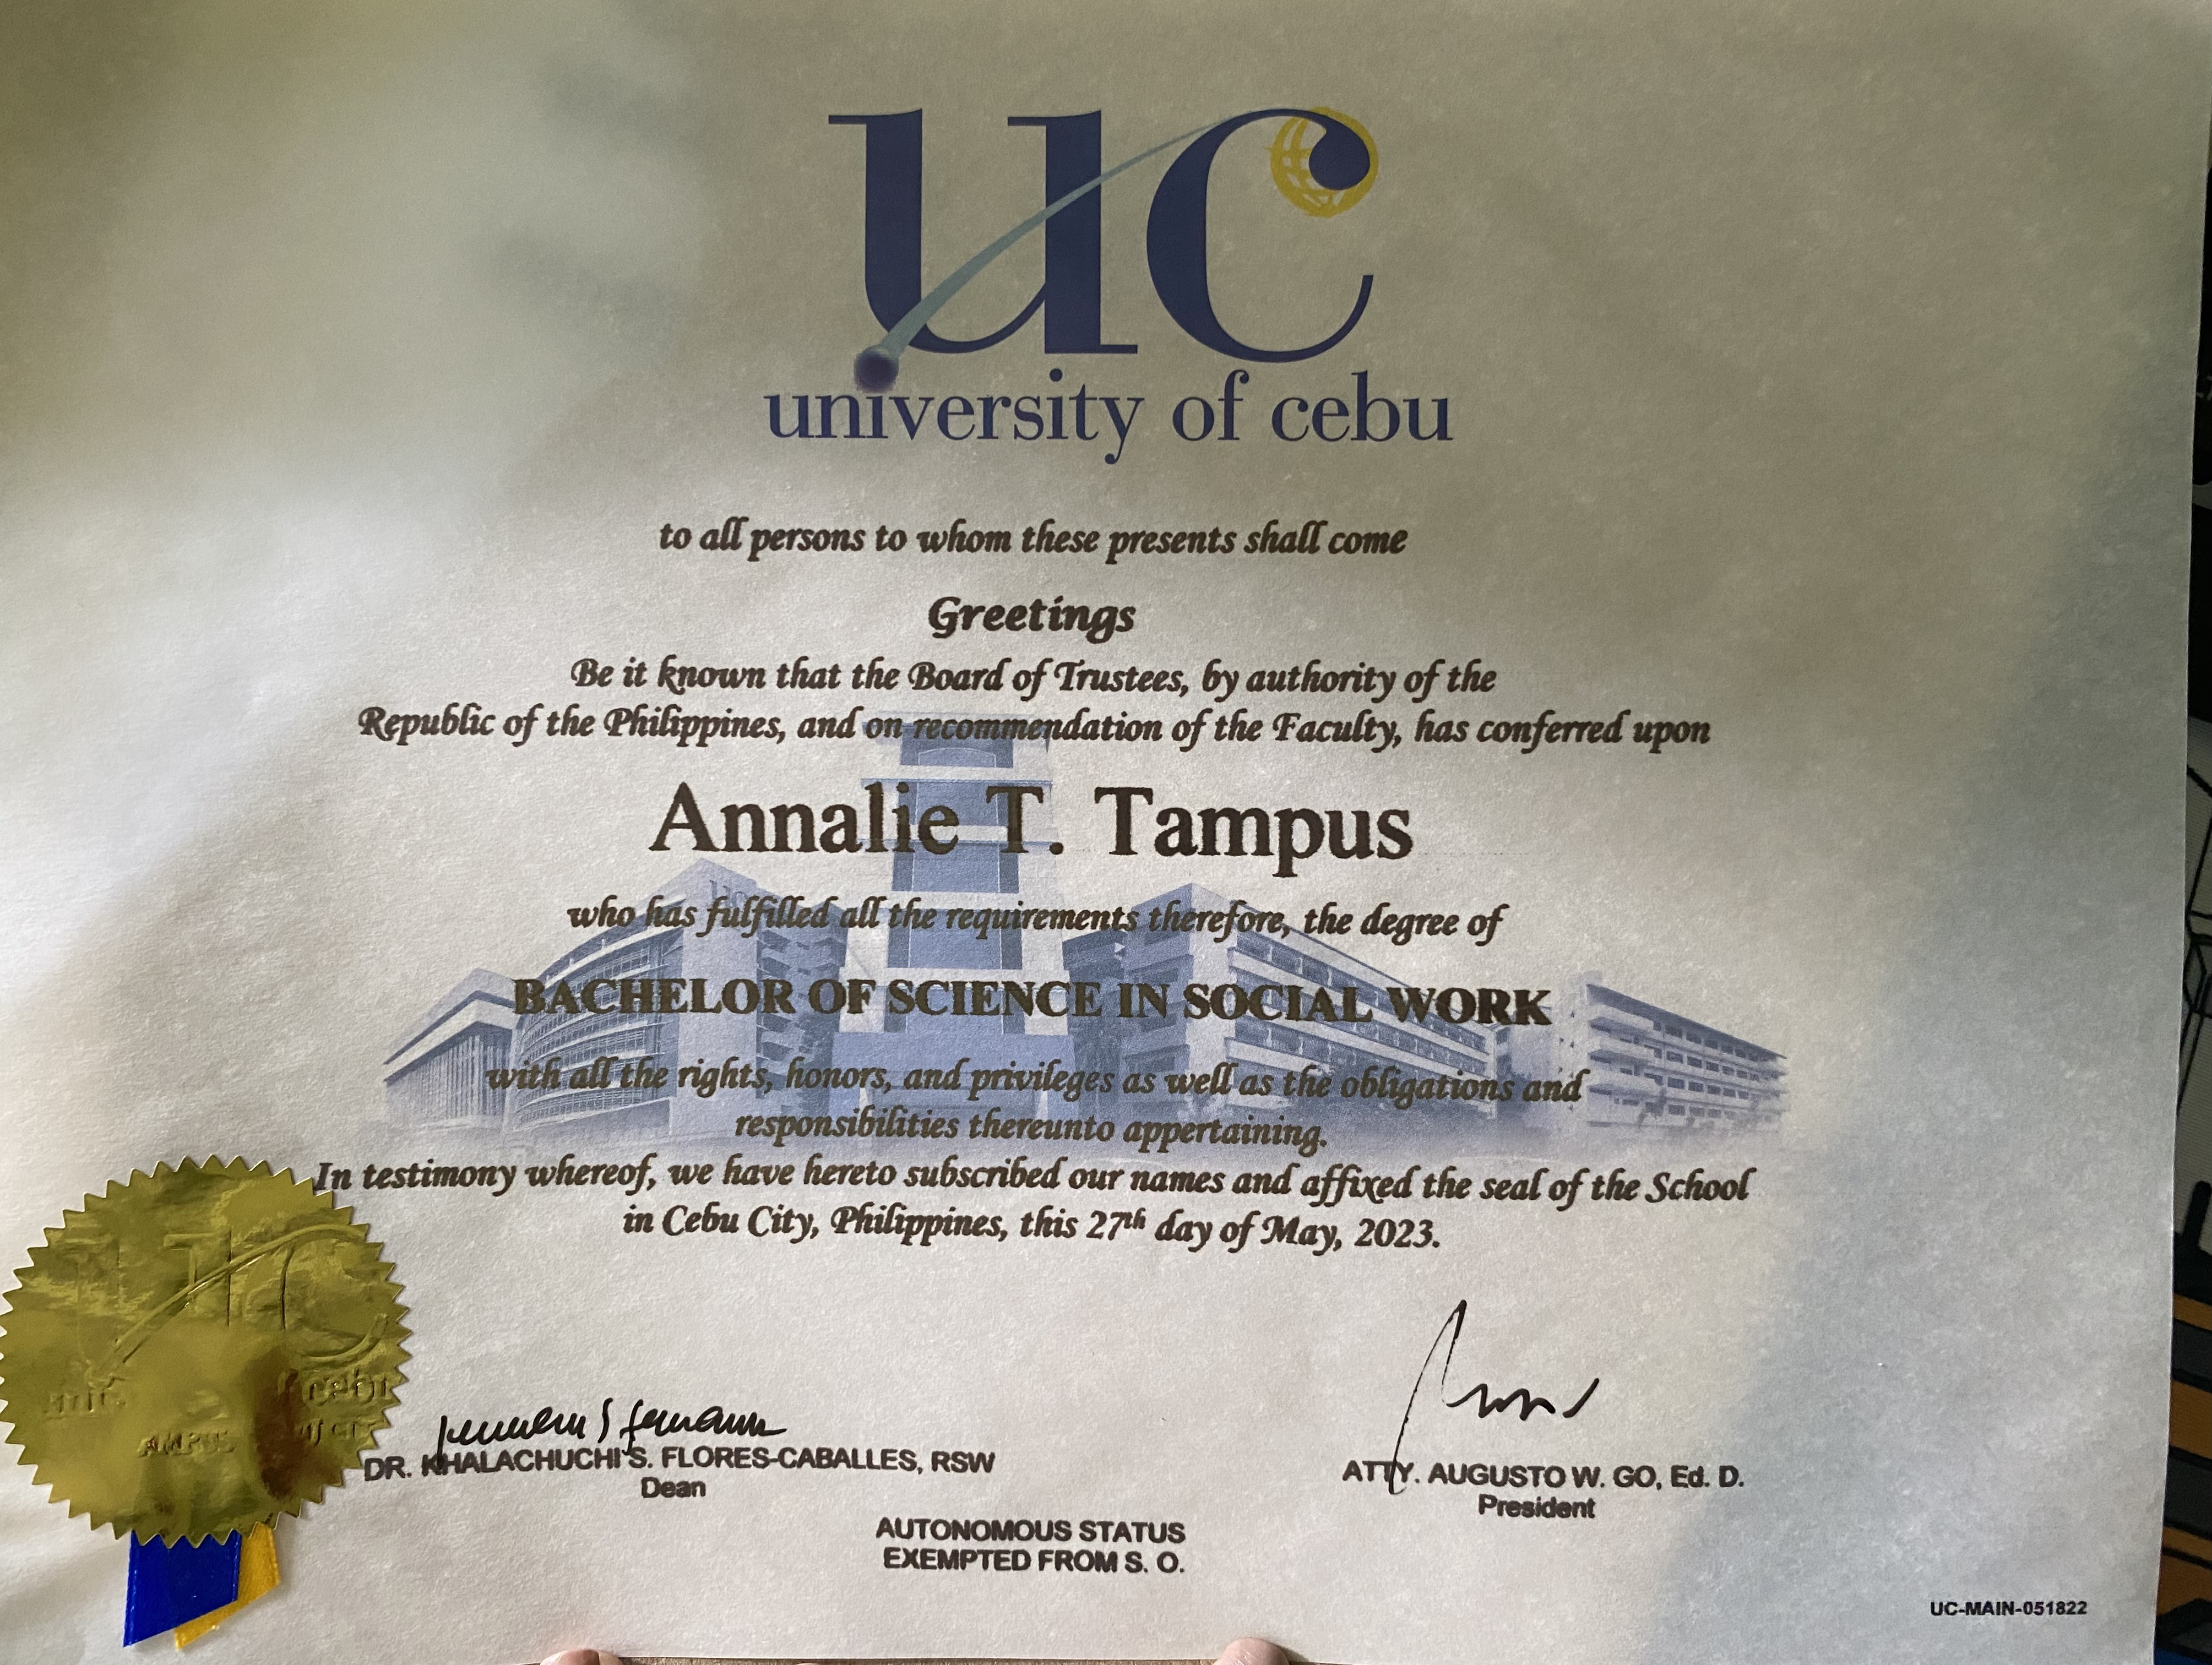 uc
university of cebu
to all persons to whom these presents shall come
Greetings
Be it known that the Board of Trustees, by authority of the
Republic of the Philippines, and on recommendation of the Faculty, has conferred upon
Annalie T. Tampus
who has fulfilled all the requirements therefore, the degree of
BACHELOR OF SCIENCE IN SOCIAL WORK
with all the rights, honors, and privileges as well as the obligations and
responsibilities thereunto appertaining.
In testimony whereof, we have hereto subscribed our names and affixed the seal of the School
in Cebu City, Philippines, this 27th day of May, 2023.
DR. KHALACHUCHI S. FLORES-CABALLES, RSW
Dean
ATTY. AUGUSTO W. GO, Ed. D.
President
AUTONOMOUS STATUS
EXEMPTED FROM S. O.
UC-MAIN-051822